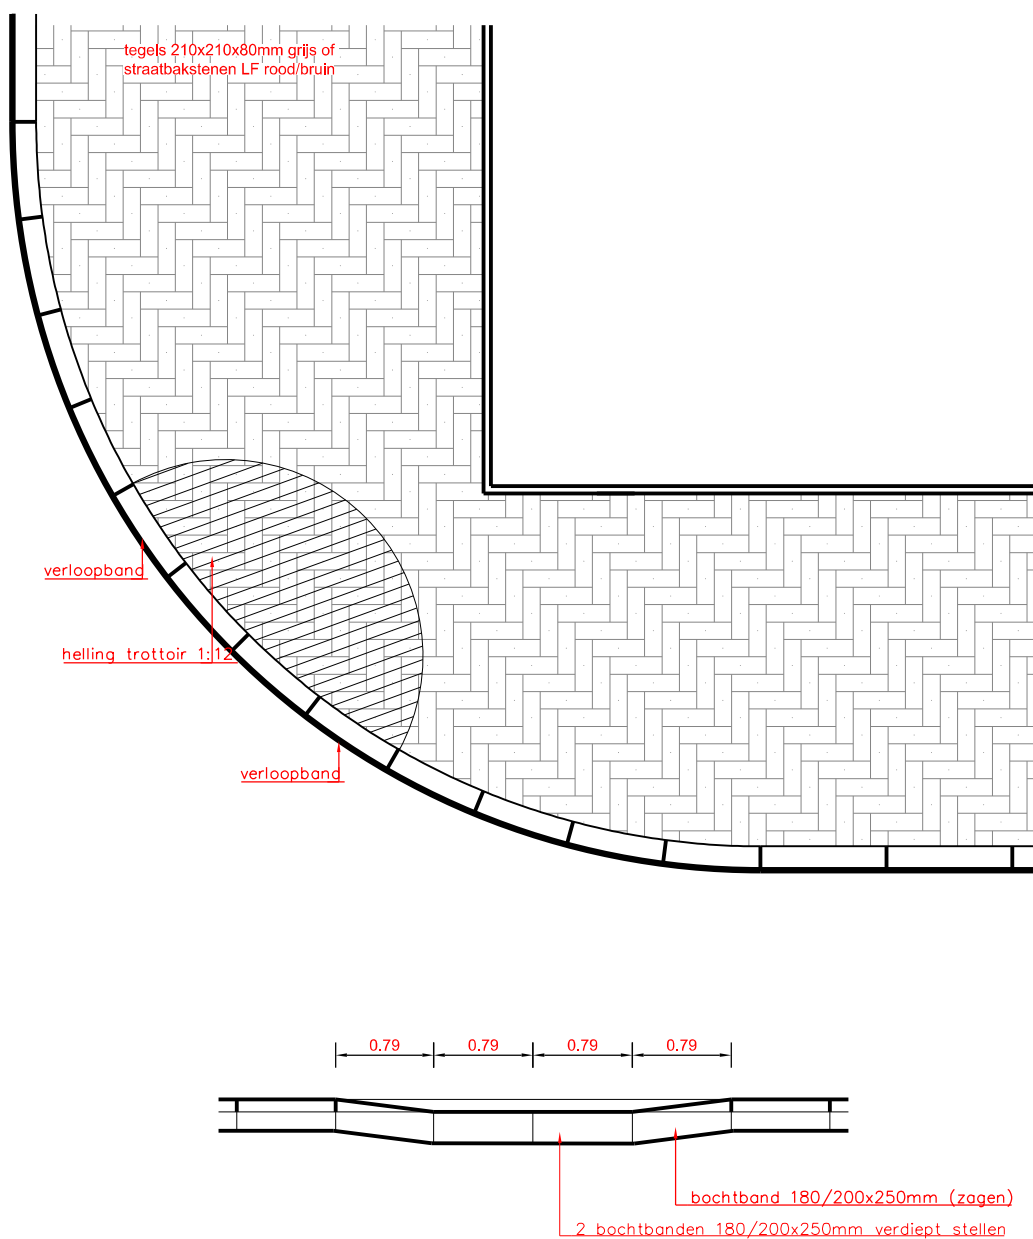 tegels 210x210x80mm grijs of
straatbakstenen LF rood/bruin
verloopband
helling trottoir 1:12
verloopband
0.79 0.79 0.79 0.79
bochtband 180/200x250mm (zagen)
2 bochtbanden 180/200x250mm verdiept stellen